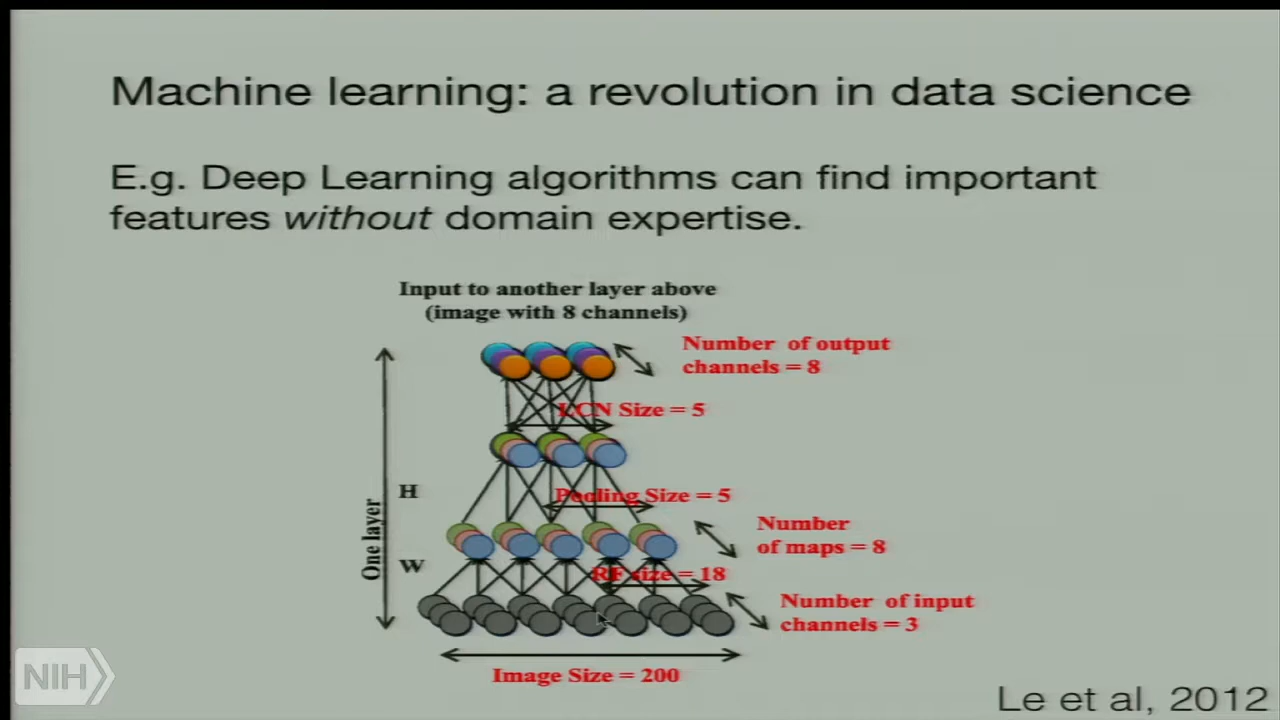 Machine learning: a revolution in data science
E.g. Deep Learning algorithms can find important
features without domain expertise.
Input to another layer above
(image with 8 channels)
Number of output
channels = 8
LCN Size = 5
H
Pooling Size = 5
Number
of maps = 8
One layer
W
RF size = 18
Number of input
channels = 3
Image Size = 200
NIH
Le et al, 2012